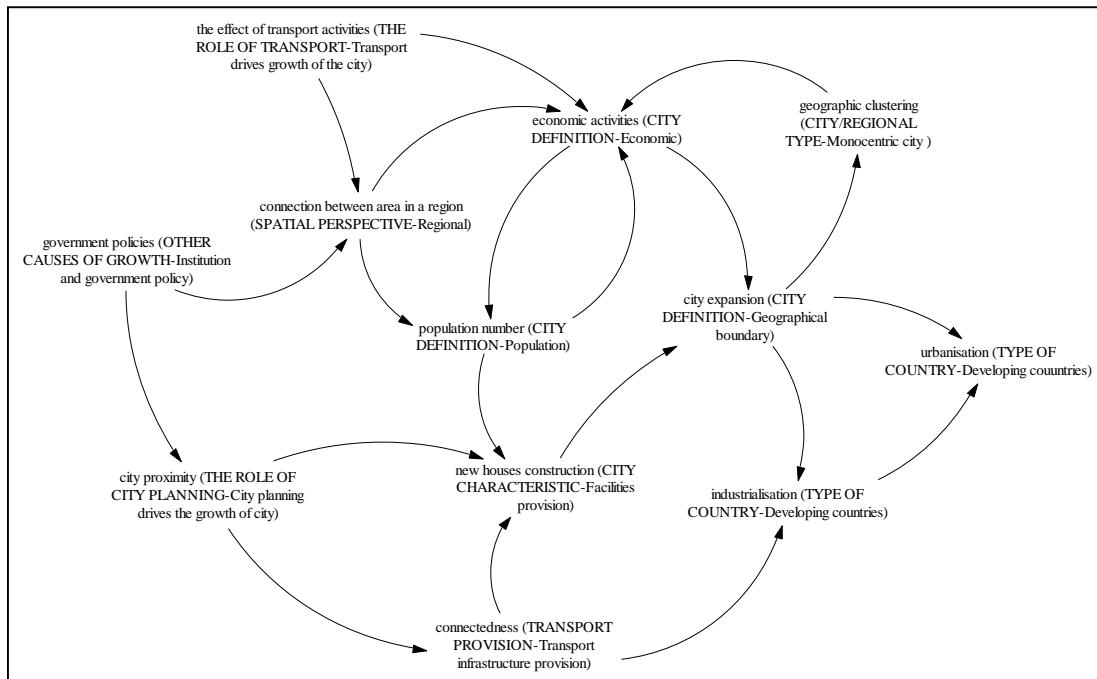 the effect of transport activities (THE
ROLE OF TRANSPORT-Transport
drives growth of the city)
geographic clustering
(CITY/REGIONAL
TYPE-Monocentric city )
economic activities (CITY
DEFINITION-Economic)
connection between area in a region
(SPATIAL PERSPECTIVE-Regional)
government policies (OTHER
CAUSES OF GROWTH-Institution
and government policy)
city expansion (CITY
DEFINITION-Geographical
boundary)
population number (CITY
DEFINITION-Population)
urbanisation (TYPE OF
COUNTRY-Developing couuntries)
city proximity (THE ROLE OF
CITY PLANNING-City planning
drives the growth of city)
new houses construction (CITY
CHARACTERISTIC-Facilities
provision)
industrialisation (TYPE OF
COUNTRY-Developing countries)
connectedness (TRANSPORT
PROVISION-Transport
infrastructure provision)